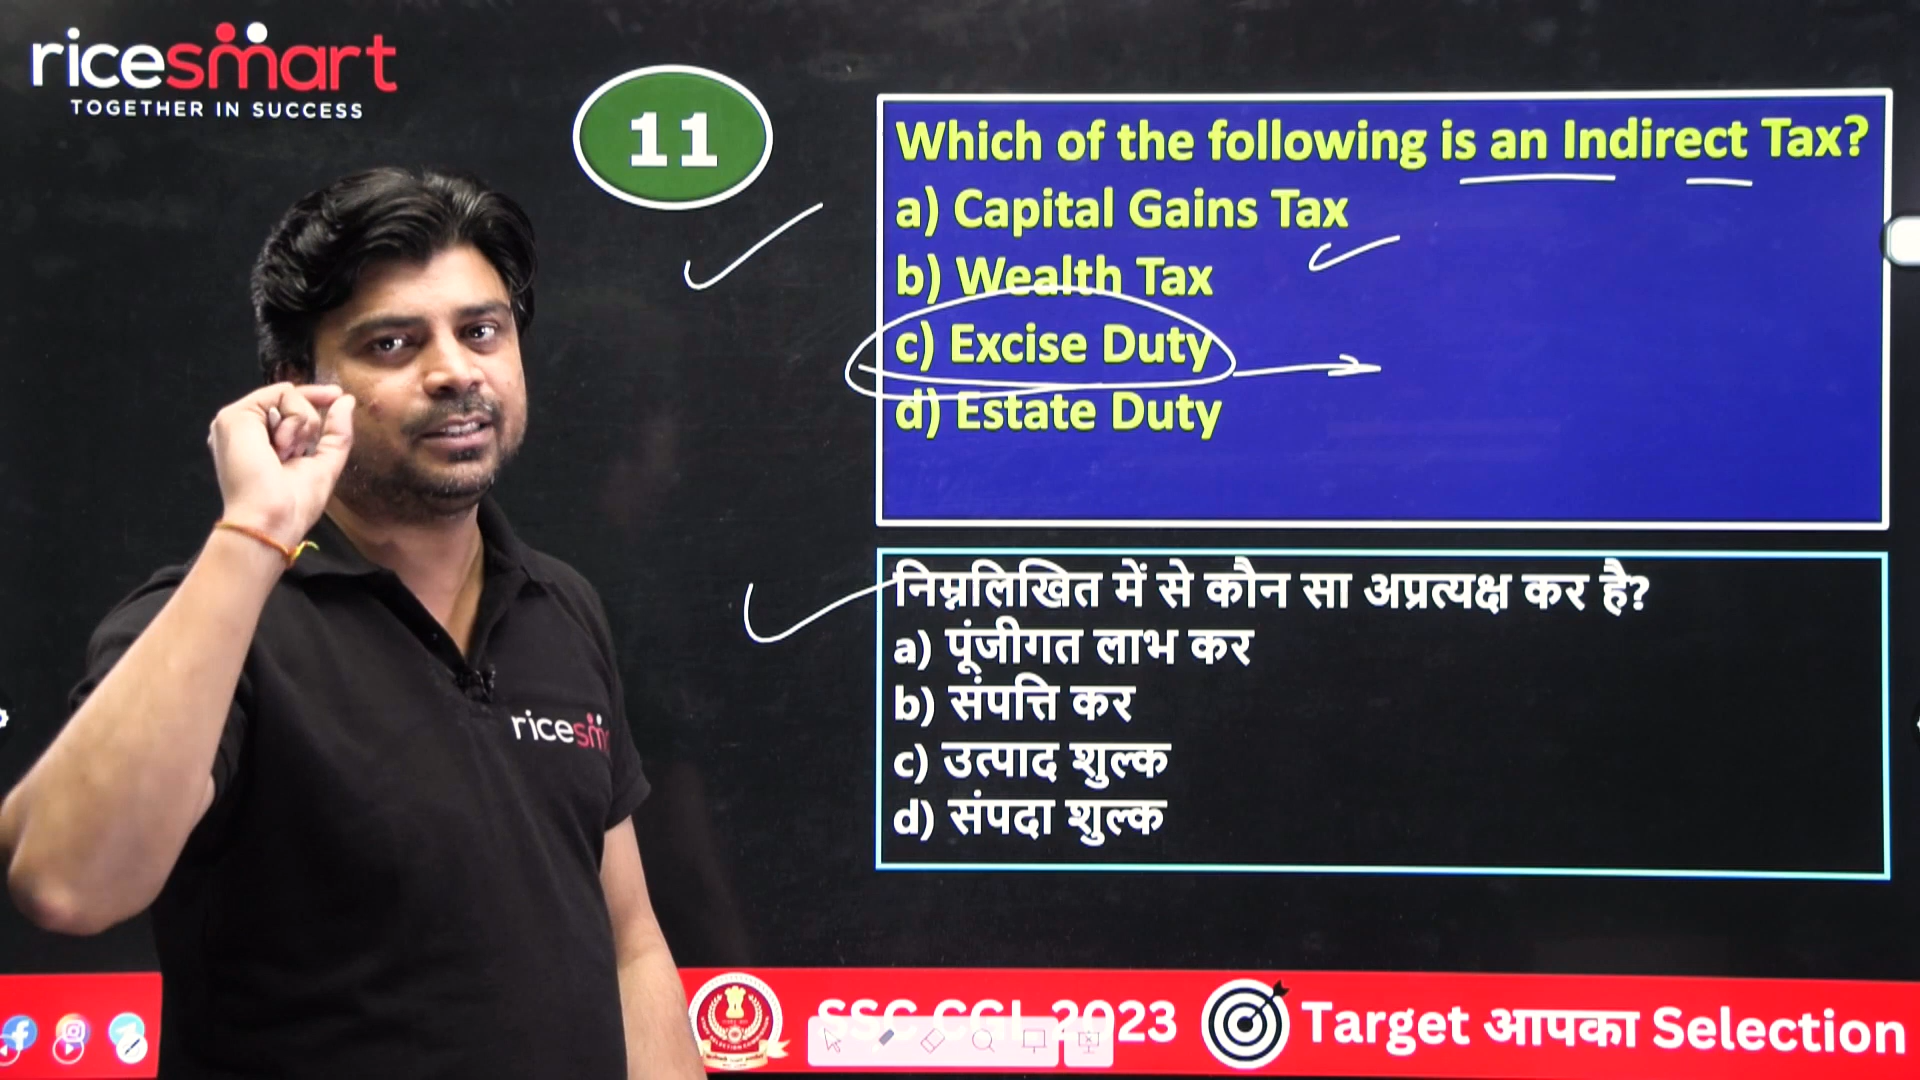 ricesmart
TOGETHER IN SUCCESS
11
Which of the following is an Indirect Tax?
a) Capital Gains Tax
b) Wealth Tax
c) Excise Duty
d) Estate Duty
निम्नलिखित में से कौन सा अप्रत्यक्ष कर है?
a) पूंजीगत लाभ कर
b) संपत्ति कर
c) उत्पाद शुल्क
d) संपदा शुल्क
ricesm
SSC CGL 2023
Target आपका Selection